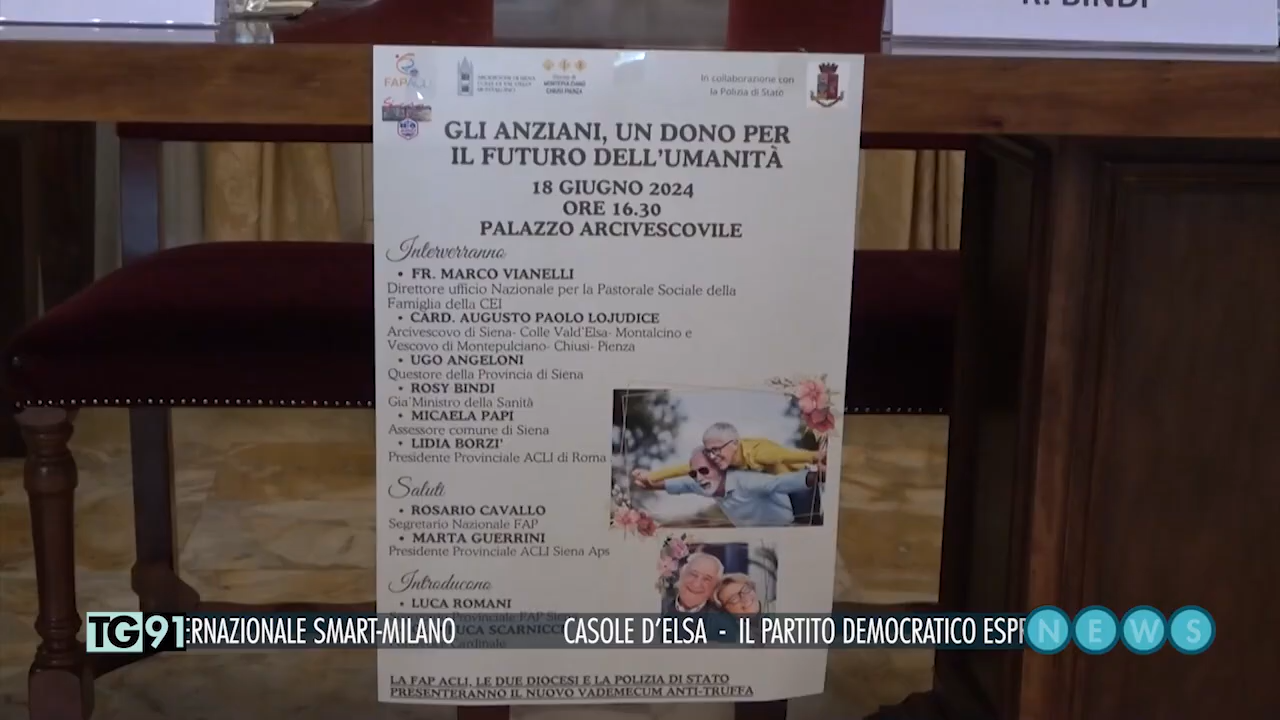 R. BINDI
FAP ACLI
In collaborazione con
la Polizia di Stato
GLI ANZIANI, UN DONO PER
IL FUTURO DELL'UMANITÀ
18 GIUGNO 2024
ORE 16.30
PALAZZO ARCIVESCOVILE
Interverranno
• FR. MARCO VIANELLI
Direttore ufficio Nazionale per la Pastorale Sociale della
Famiglia della CEI
• CARD. AUGUSTO PAOLO LOJUDICE
Arcivescovo di Siena- Colle Vald'Elsa- Montalcino e
Vescovo di Montepulciano- Chiusi- Pienza
• UGO ANGELONI
Questore della Provincia di Siena
• ROSY BINDI
Gia'Ministro della Sanità
• MICAELA PAPI
Assessore comune di Siena
• LIDIA BORZI'
Presidente Provinciale ACLI di Roma
Saluti
• ROSARIO CAVALLO
Segretario Nazionale FAP
• MARTA GUERRINI
Presidente Provinciale ACLI Siena Aps
Introducono
• LUCA ROMANI
TG91 ERNAZIONALE SMART-MILANO CASOLE D'ELSA - IL PARTITO DEMOCRATICO ESPR NEWS
LA FAP ACLI, LE DUE DIOCESI E LA POLIZIA DI STATO
PRESENTERANNO IL NUOVO VADEMECUM ANTI-TRUFFA